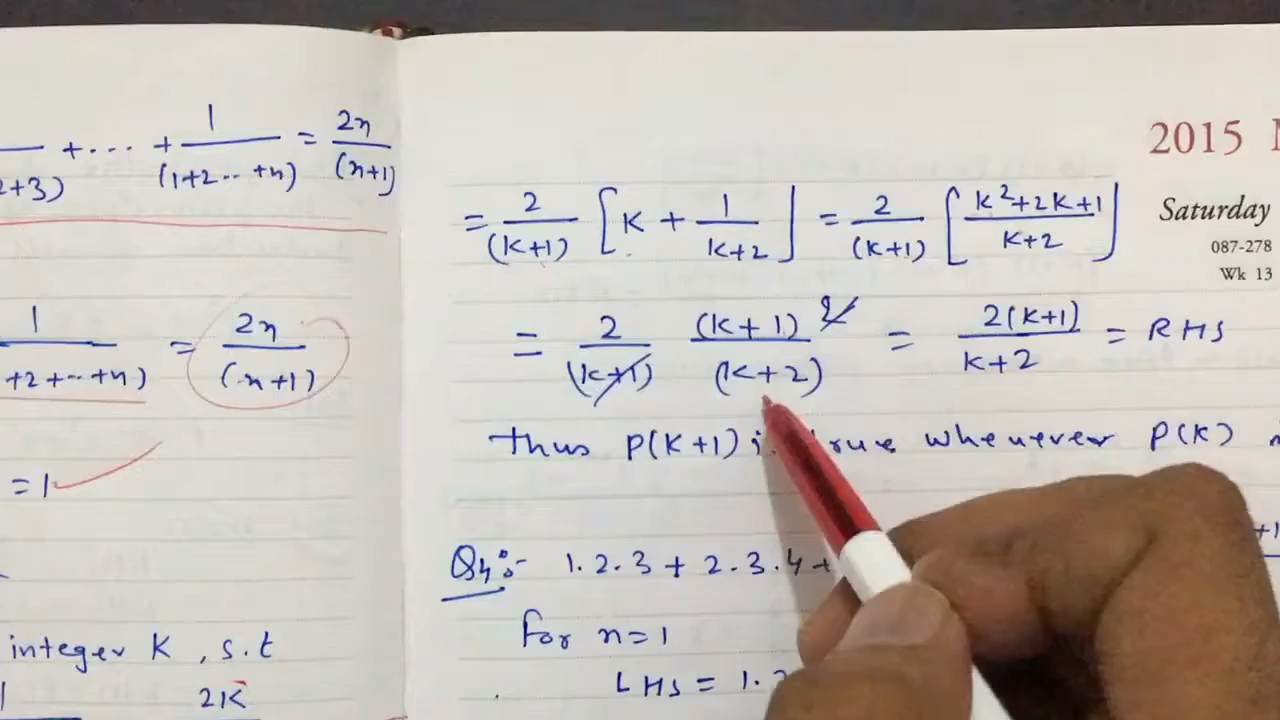 2+3) + ... + 1/(1+2...+n) = 2n/(n+1)
1/(+2+...+n) = 2n/(n+1)
= 1
integer K, s.t
2K
2015
Saturday
087-278
Wk 13
= 2/(K+1) [K + 1/K+2] = 2/(K+1) [K²+2K+1/K+2]
= 2/(K+1) (K+1)²/(K+2) = 2(K+1)/K+2 = RHS
Thus P(K+1) is true whenever P(K)
Q4:- 1.2.3 + 2.3.4 +
For n=1
LHS = 1.2